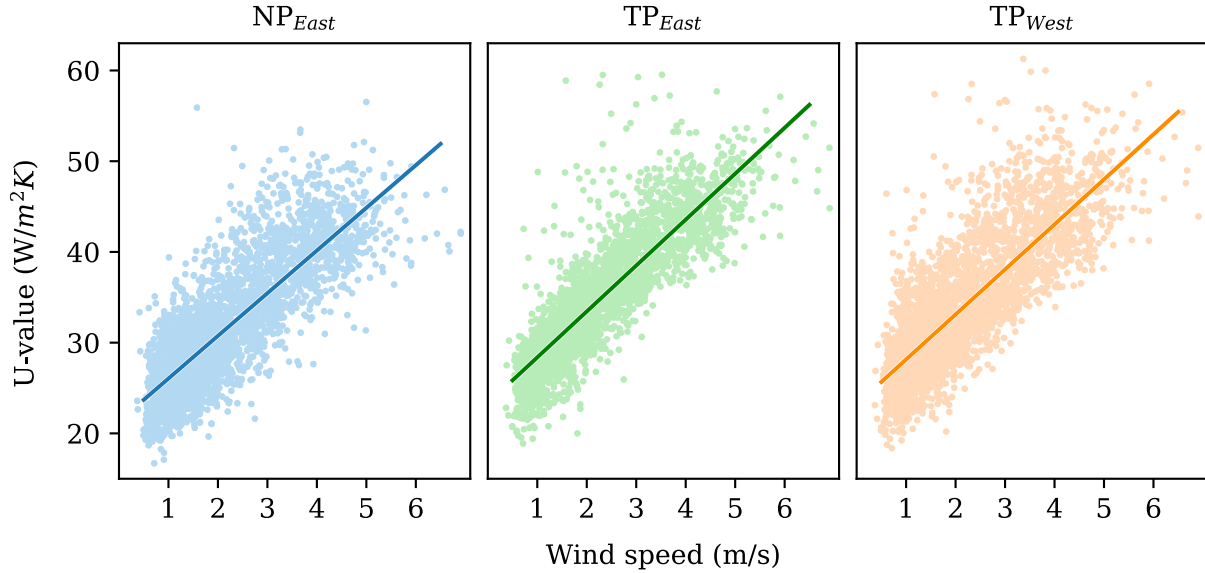 NP_East TP_East TP_West
60
50
40
30
20
U-value (W/m²K)
1 2 3 4 5 6 1 2 3 4 5 6 1 2 3 4 5 6
Wind speed (m/s)